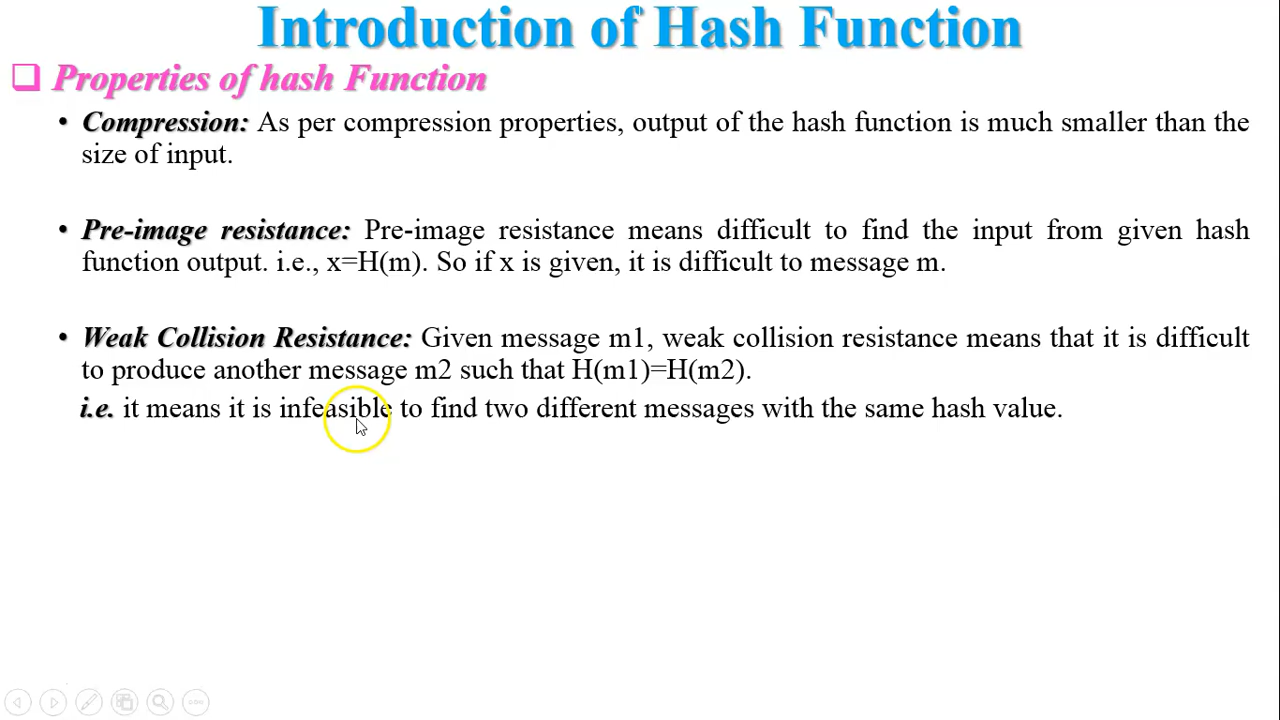 Introduction of Hash Function
❑ Properties of hash Function
• Compression: As per compression properties, output of the hash function is much smaller than the
size of input.
• Pre-image resistance: Pre-image resistance means difficult to find the input from given hash
function output. i.e., x=H(m). So if x is given, it is difficult to message m.
• Weak Collision Resistance: Given message m1, weak collision resistance means that it is difficult
to produce another message m2 such that H(m1)=H(m2).
i.e. it means it is infeasible to find two different messages with the same hash value.